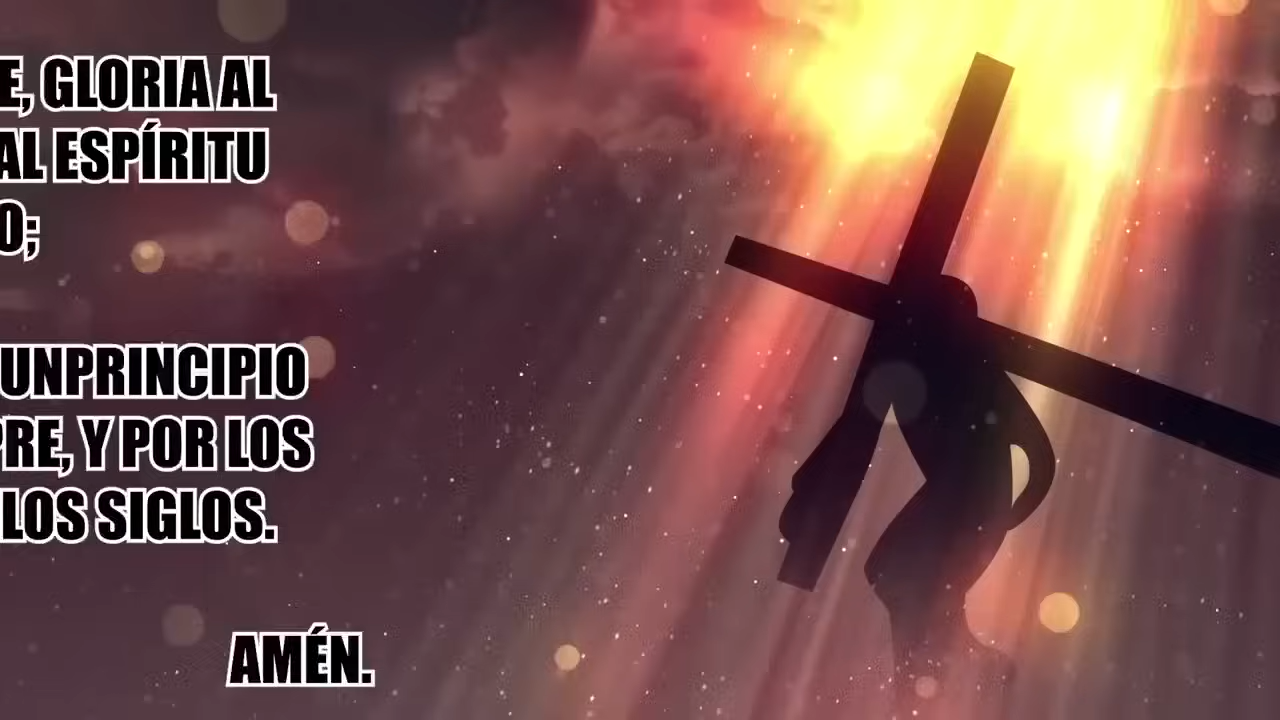 E, GLORIA AL
AL ESPÍRITU
O;
UNPRINCIPIO
PRE, Y POR LOS
LOS SIGLOS.
AMÉN.